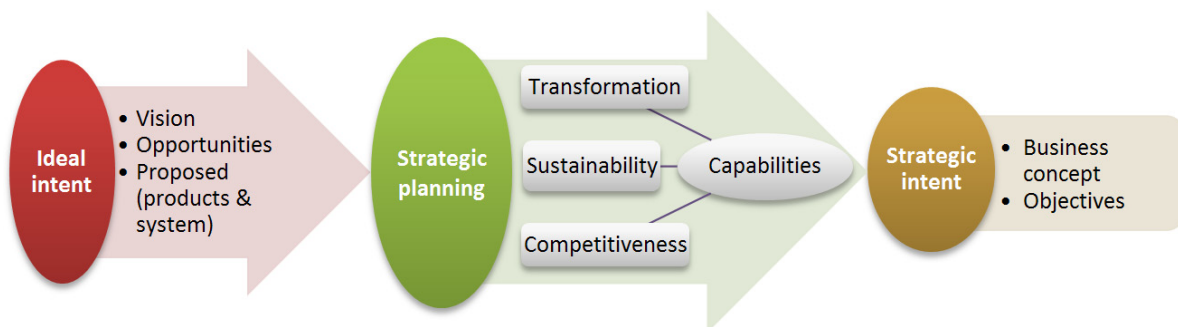 Ideal
intent
• Vision
• Opportunities
• Proposed
(products &
system)
Strategic
planning
Transformation
Sustainability
Competitiveness
Capabilities
Strategic
intent
• Business
concept
• Objectives